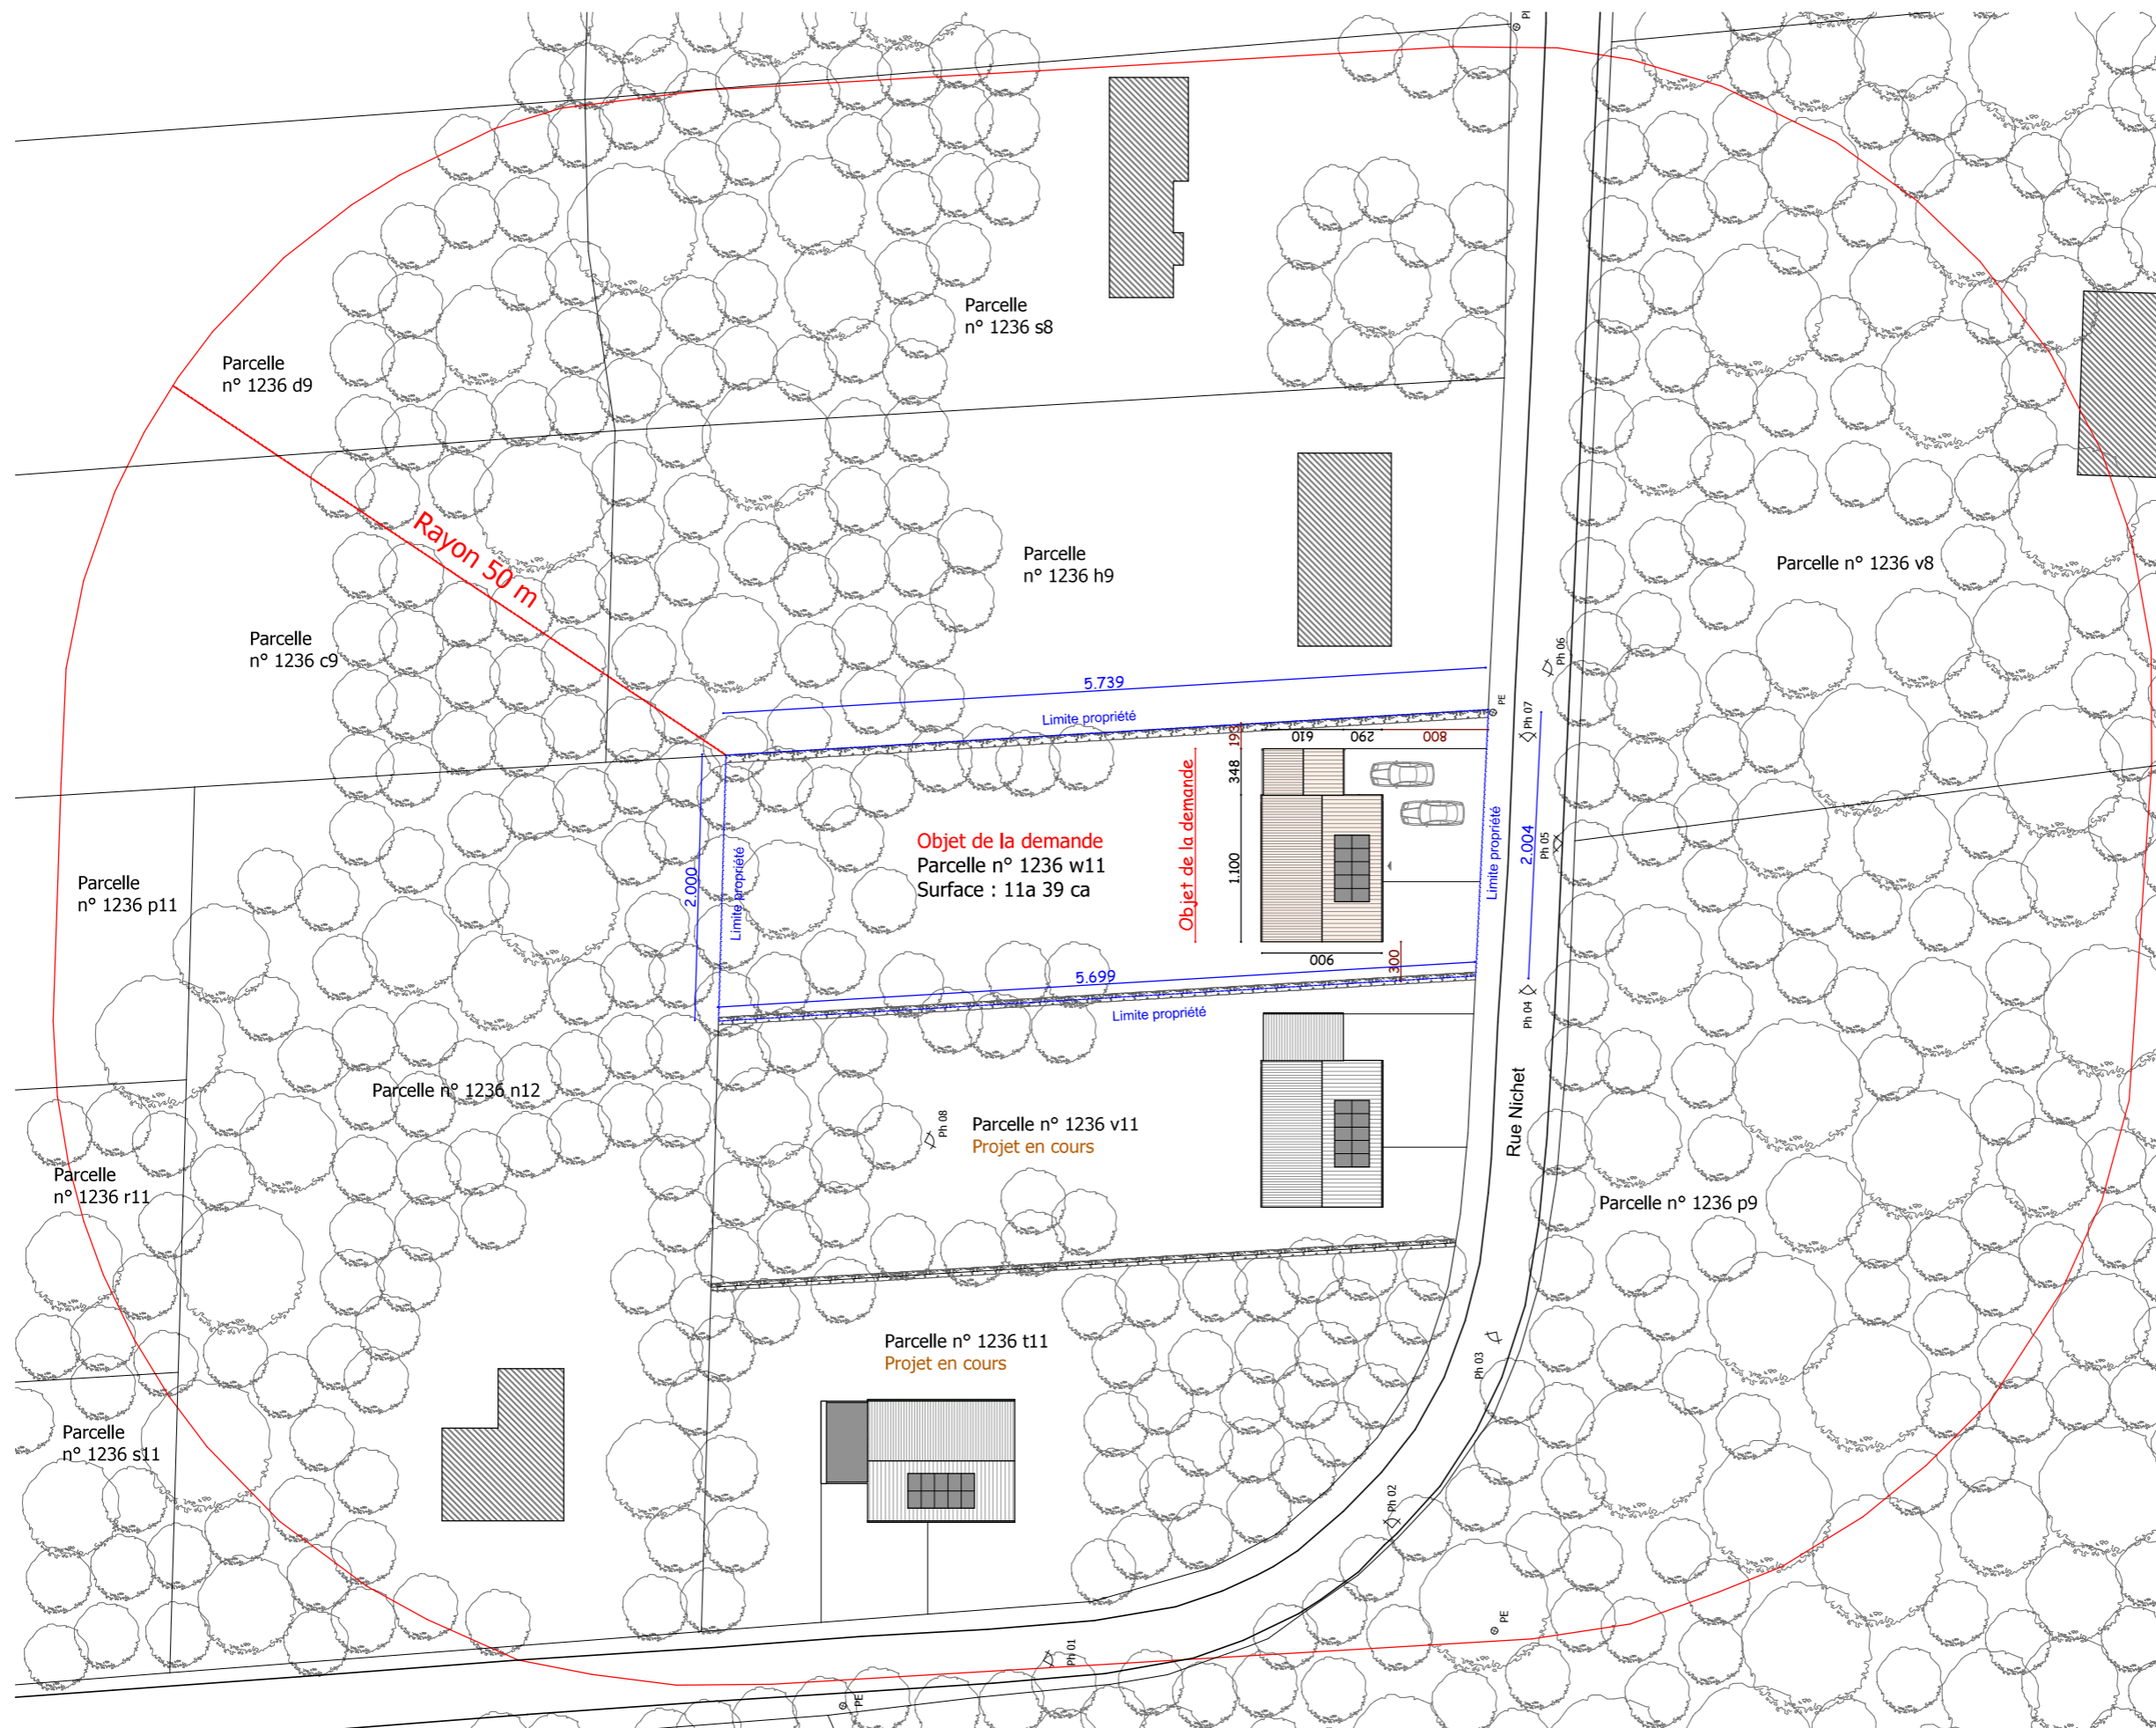 PE
Parcelle
n° 1236 s8
Parcelle
n° 1236 d9
Rayon 50 m
Parcelle
n° 1236 h9
Parcelle n° 1236 v8
Parcelle
n° 1236 c9
Ph 06
5.739
Limite propriété
PE
Ph 07
193
610
290
800
348
1.100
Objet de la demande
Objet de la demande
Parcelle n° 1236 w11
Surface : 11a 39 ca
2.000
Limite propriété
Limite propriété
2.004
Ph 05
Parcelle
n° 1236 p11
900
300
5.699
Limite propriété
Ph 04
Rue Nichet
Parcelle n° 1236 n12
Ph 08
Parcelle n° 1236 v11
Projet en cours
Parcelle
n° 1236 r11
Parcelle n° 1236 p9
Parcelle n° 1236 t11
Projet en cours
Ph 03
Parcelle
n° 1236 s11
Ph 02
PE
Ph 01
PE